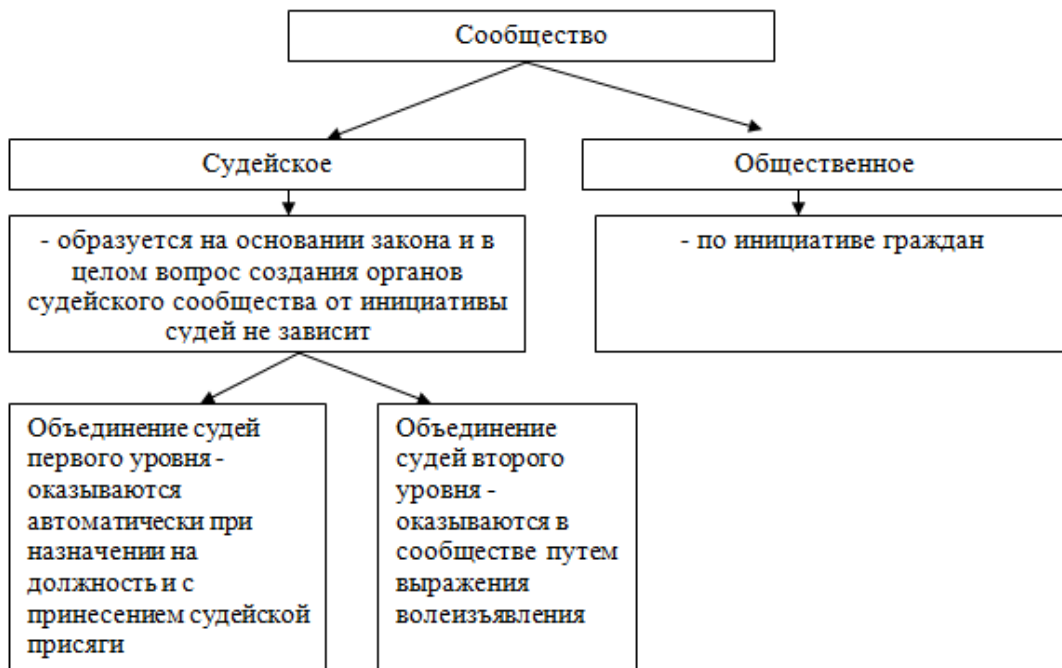 Сообщество
Судейское
Общественное
- образуется на основании закона и в
целом вопрос создания органов
судейского сообщества от инициативы
судей не зависит
- по инициативе граждан
Объединение судей
первого уровня -
оказываются
автоматически при
назначении на
должность и с
принесением судейской
присяги
Объединение
судей второго
уровня -
оказываются в
сообществе путем
выражения
волеизъявления